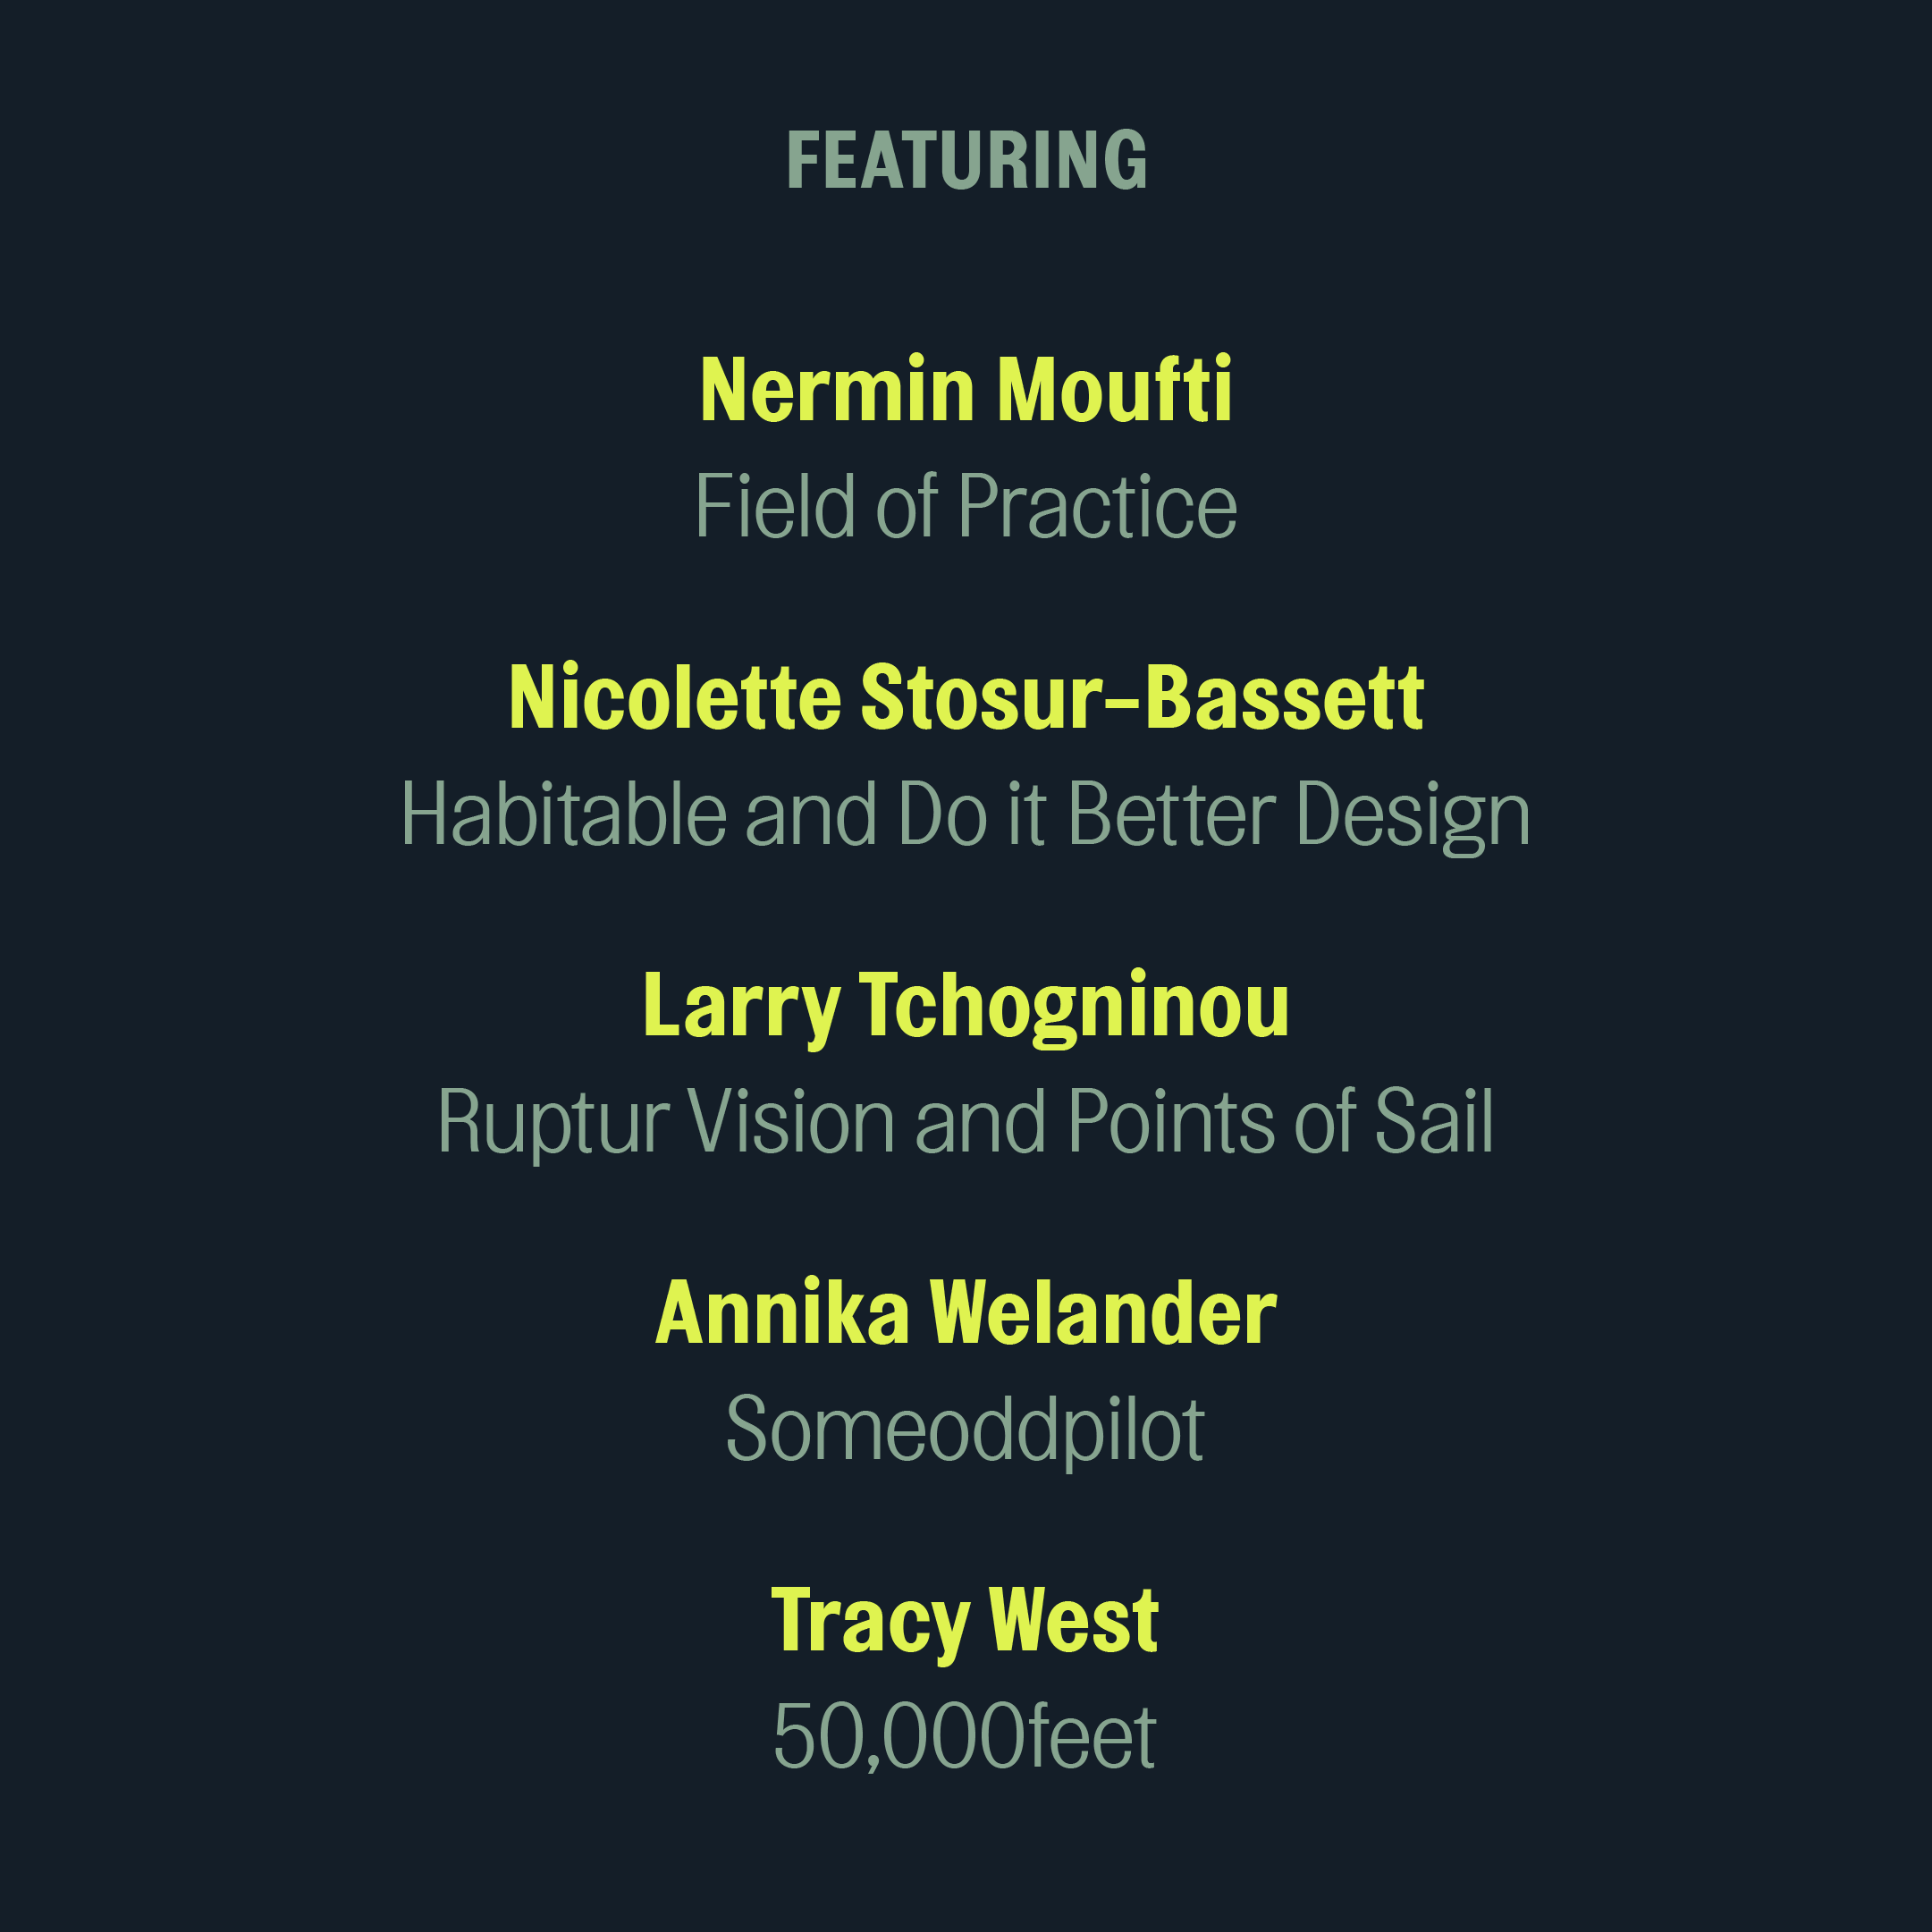 FEATURING
Nermin Moufti
Field of Practice
Nicolette Stosur-Bassett
Habitable and Do it Better Design
Larry Tchogninou
Ruptur Vision and Points of Sail
Annika Welander
Someoddpilot
Tracy West
50,000feet